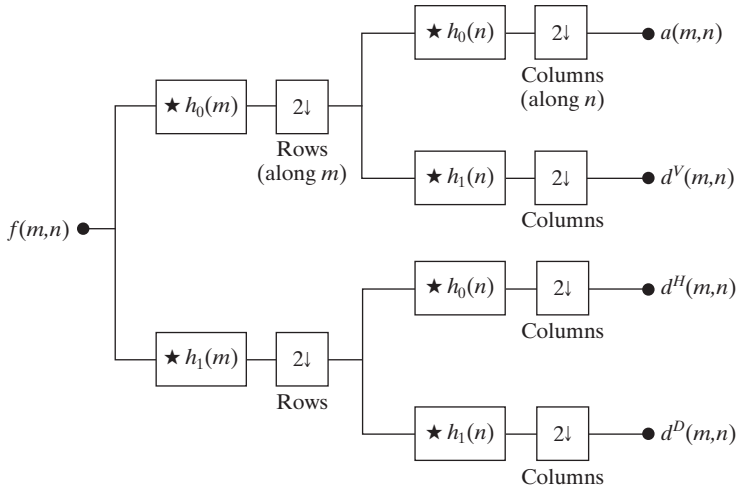 ★ h₀(n)
2↓
a(m,n)
Columns
(along n)
★ h₀(m)
2↓
Rows
(along m)
★ h₁(n)
2↓
dⱽ(m,n)
Columns
f(m,n)
★ h₀(n)
2↓
dᴴ(m,n)
Columns
★ h₁(m)
2↓
Rows
★ h₁(n)
2↓
dᴰ(m,n)
Columns